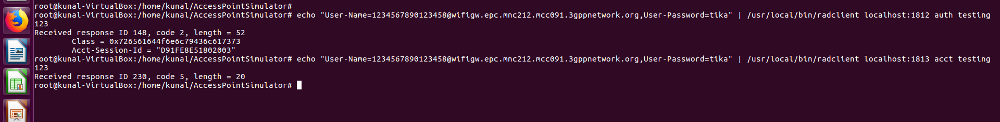 root@kunal-VirtualBox:/home/kunal/AccessPointSimulator#
root@kunal-VirtualBox:/home/kunal/AccessPointSimulator# echo "User-Name=1234567890123458@wifigw.epc.mnc212.mcc091.3gppnetwork.org,User-Password=tika" | /usr/local/bin/radclient localhost:1812 auth testing
123
Received response ID 148, code 2, length = 52
Class = 0x726561644f6e6c79436c617373
Acct-Session-Id = "D91FE8E51802003"
root@kunal-VirtualBox:/home/kunal/AccessPointSimulator# echo "User-Name=1234567890123458@wifigw.epc.mnc212.mcc091.3gppnetwork.org,User-Password=tika" | /usr/local/bin/radclient localhost:1813 acct testing
123
Received response ID 230, code 5, length = 20
root@kunal-VirtualBox:/home/kunal/AccessPointSimulator#